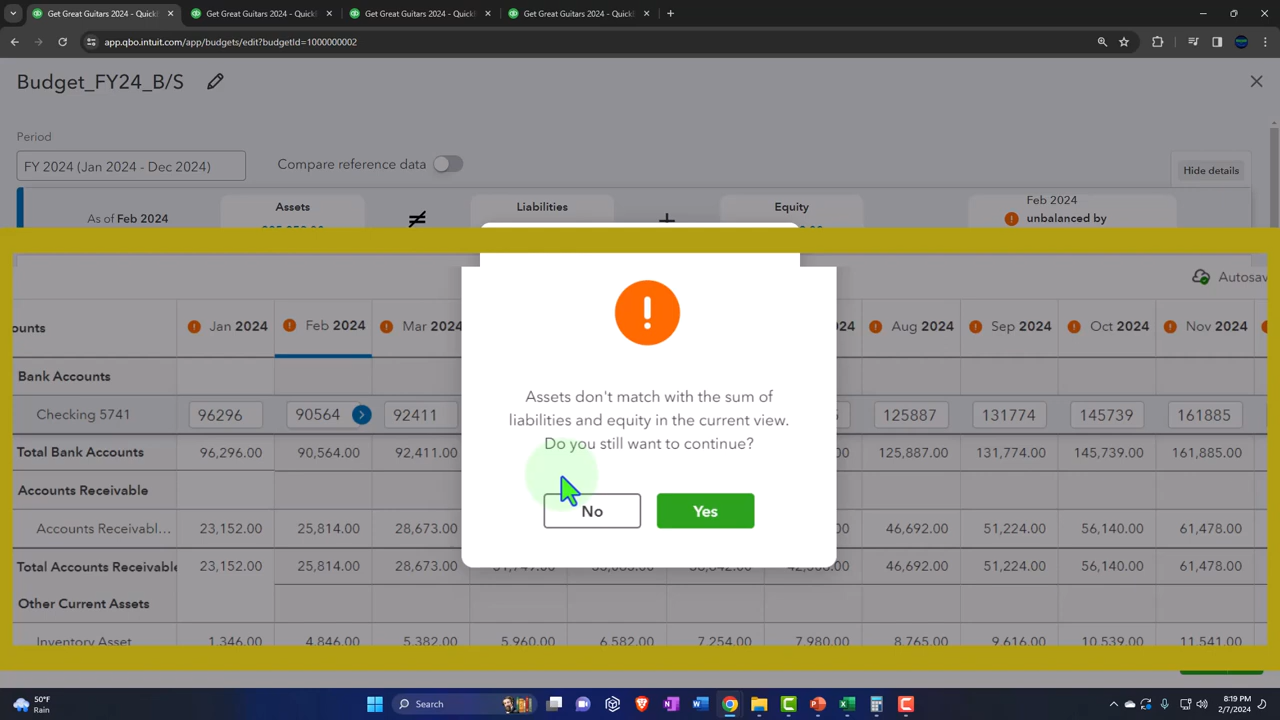 Get Great Guitars 2024 - QuickB
Get Great Guitars 2024 - QuickB
Get Great Guitars 2024 - QuickB
Get Great Guitars 2024 - QuickB
app.qbo.intuit.com/app/budgets/edit?budgetId=1000000002
Budget_FY24_B/S
Period
FY 2024 (Jan 2024 - Dec 2024)
Compare reference data
Hide details
As of Feb 2024
Assets
≠
Liabilities
+
Equity
Feb 2024
unbalanced by
Autosav
Assets don't match with the sum of
liabilities and equity in the current view.
Do you still want to continue?
No
Yes
ounts Jan 2024 Feb 2024 Mar 2024 2024 Aug 2024 Sep 2024 Oct 2024 Nov 2024
Bank Accounts
Checking 5741 96296 90564 92411 125887 131774 145739 161885
Total Bank Accounts 96,296.00 90,564.00 92,411.00 125,887.00 131,774.00 145,739.00 161,885.00
Accounts Receivable
Accounts Receivabl... 23,152.00 25,814.00 28,673.00 46,692.00 51,224.00 56,140.00 61,478.00
Total Accounts Receivable 23,152.00 25,814.00 28,673.00 46,692.00 51,224.00 56,140.00 61,478.00
Other Current Assets
Inventory Asset 1,346.00 4,846.00 5,382.00 5,960.00 6,582.00 7,254.00 7,980.00 8,765.00 9,616.00 10,539.00 11,541.00
50°F
Rain
Search
8:19 PM
2/7/2024